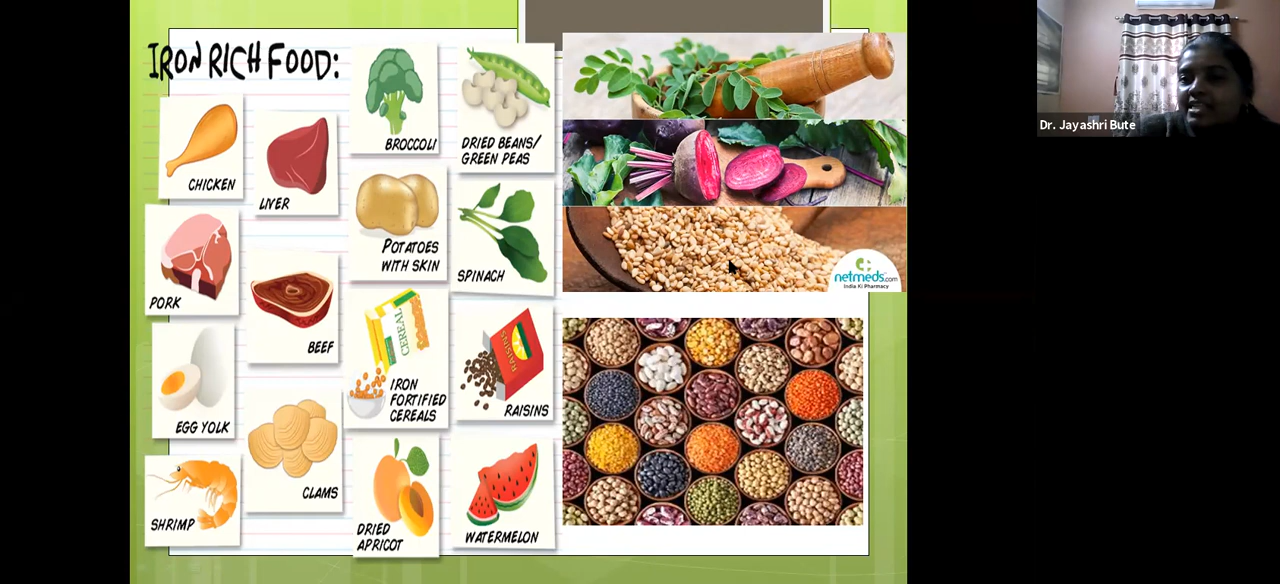 IRON RICH FOOD:
CHICKEN
LIVER
BROCCOLI
DRIED BEANS/
GREEN PEAS
PORK
BEEF
POTATOES
WITH SKIN
SPINACH
EGG YOLK
CLAMS
CEREAL
IRON
FORTIFIED
CEREALS
RAISINS
RAISINS
SHRIMP
DRIED
APRICOT
WATERMELON
netmeds.com
India Ki Pharmacy
Dr. Jayashri Bute